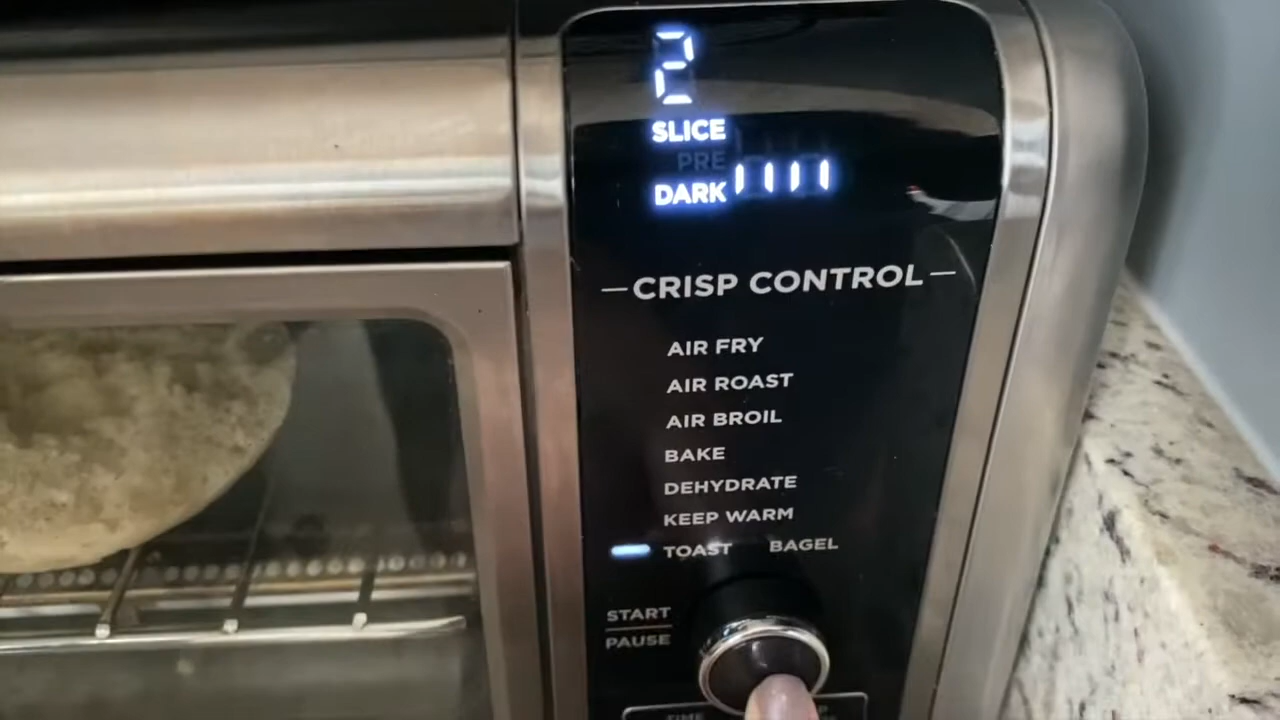 2
SLICE
PRE
DARK
—CRISP CONTROL—
AIR FRY
AIR ROAST
AIR BROIL
BAKE
DEHYDRATE
KEEP WARM
TOAST BAGEL
START
PAUSE
TIME